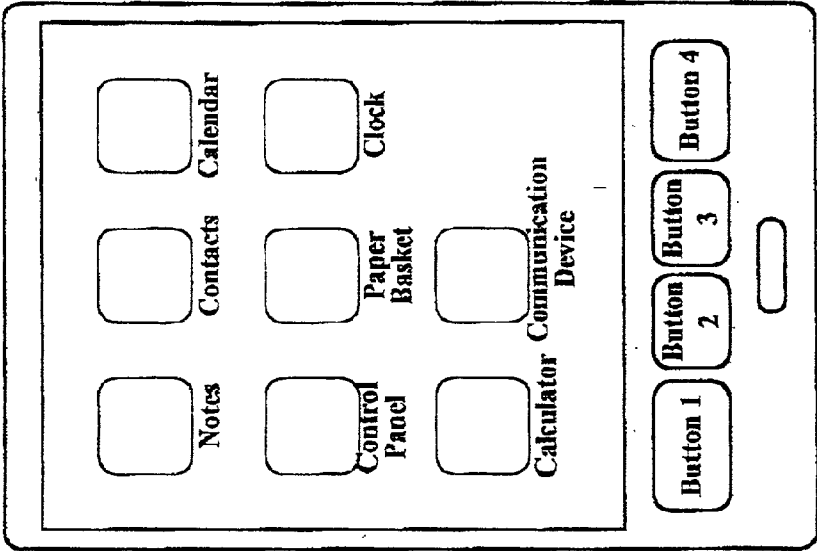 Notes
Contacts
Calendar
Control
Panel
Paper
Basket
Clock
Calculator
Communication
Device
Button 1
Button
2
Button
3
Button 4